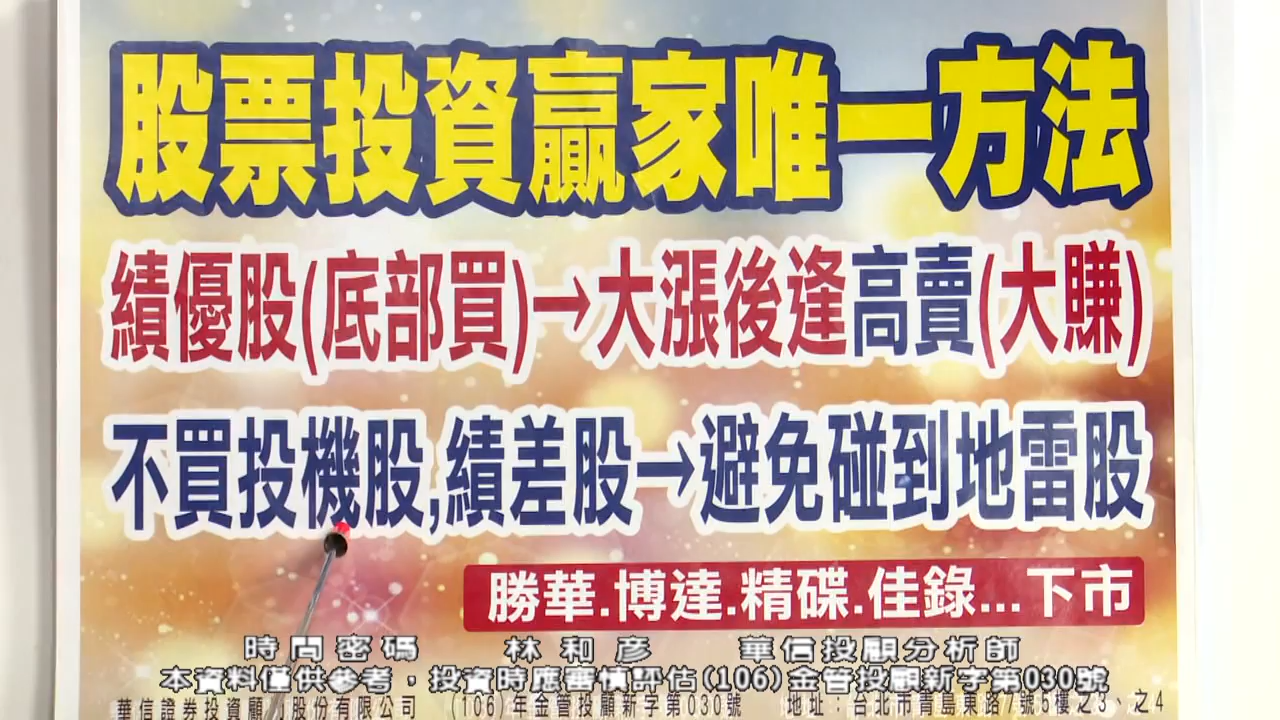 股票投資贏家唯一方法
績優股(底部買)→大漲後逢高賣(大賺)
不買投機股,績差股→避免碰到地雷股
勝華.博達.精碟.佳錄...下市
時間密碼 林和彥 華信投顧分析師
本資料僅供參考，投資時應審慎評估(106)金管投顧新字第030號
華信證券投資顧問股份有限公司 (106)年金管投顧新字第030號 地址：台北市青島東路7號5樓之3、之4